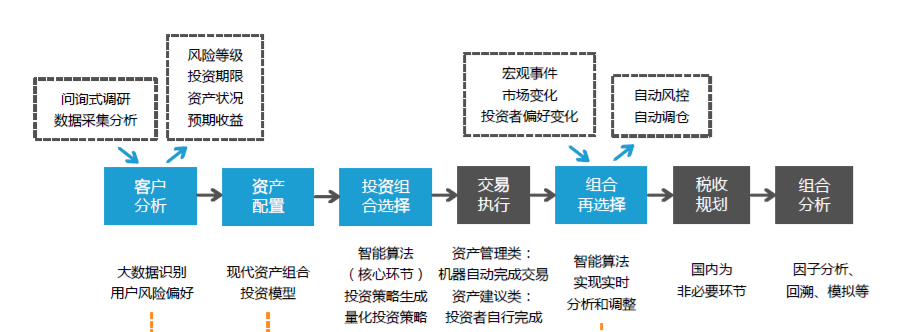 风险等级
投资期限
资产状况
预期收益
问询式调研
数据采集分析
宏观事件
市场变化
投资者偏好变化
自动风控
自动调仓
客户
分析
资产
配置
投资组
合选择
交易
执行
组合
再选择
税收
规划
组合
分析
大数据识别
用户风险偏好
现代资产组合
投资模型
智能算法
（核心环节）
投资策略生成
量化投资策略
资产管理类：
机器自动完成交易
资产建议类：
投资者自行完成
智能算法
实现实时
分析和调整
国内为
非必要环节
因子分析、
回溯、模拟等